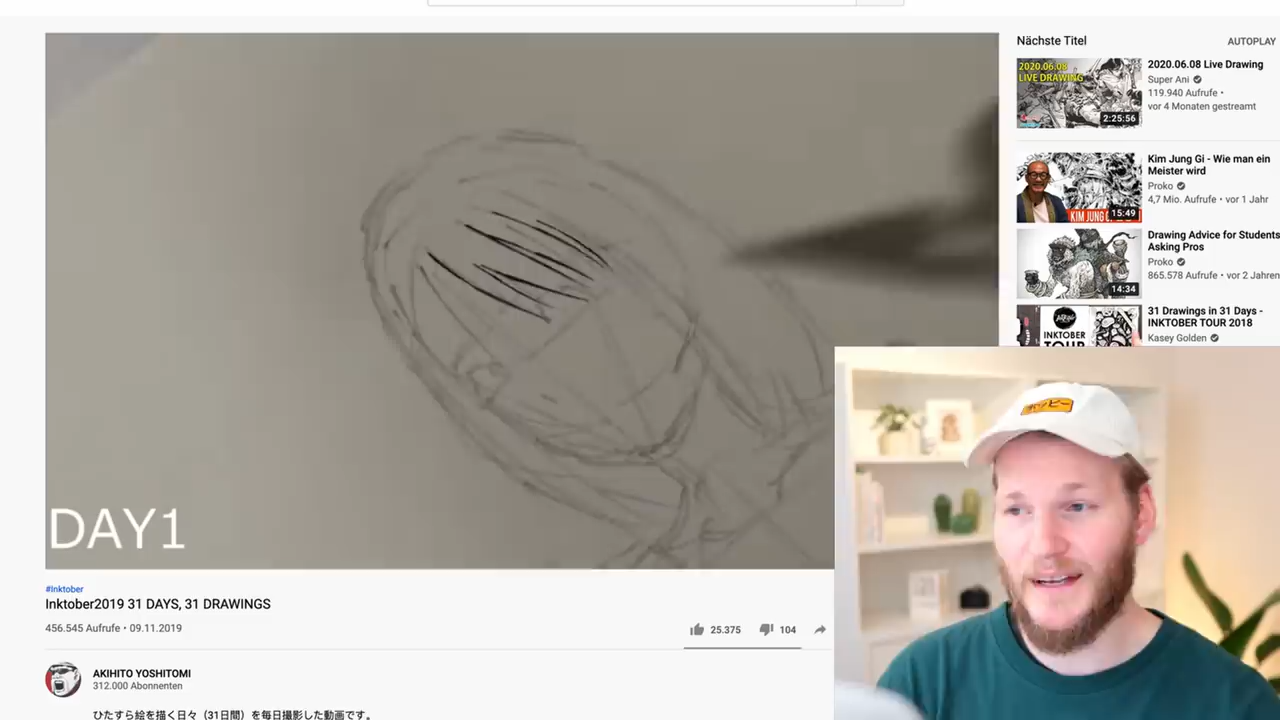 Nächste Titel
AUTOPLAY
2020.06.08
LIVE DRAWING
2:25:56
2020.06.08 Live Drawing
Super Ani
119.940 Aufrufe •
vor 4 Monaten gestreamt
KIM JUNG
15:49
Kim Jung Gi - Wie man ein
Meister wird
Proko
4,7 Mio. Aufrufe • vor 1 Jahr
14:34
Drawing Advice for Students
Asking Pros
Proko
865.578 Aufrufe • vor 2 Jahren
INKTOBER
TOUR
31 Drawings in 31 Days -
INKTOBER TOUR 2018
Kasey Golden
DAY1
#Inktober
Inktober2019 31 DAYS, 31 DRAWINGS
456.545 Aufrufe • 09.11.2019
25.375
104
AKIHITO YOSHITOMI
312.000 Abonnenten
ひたすら絵を描く日々（31日間）を毎日撮影した動画です。